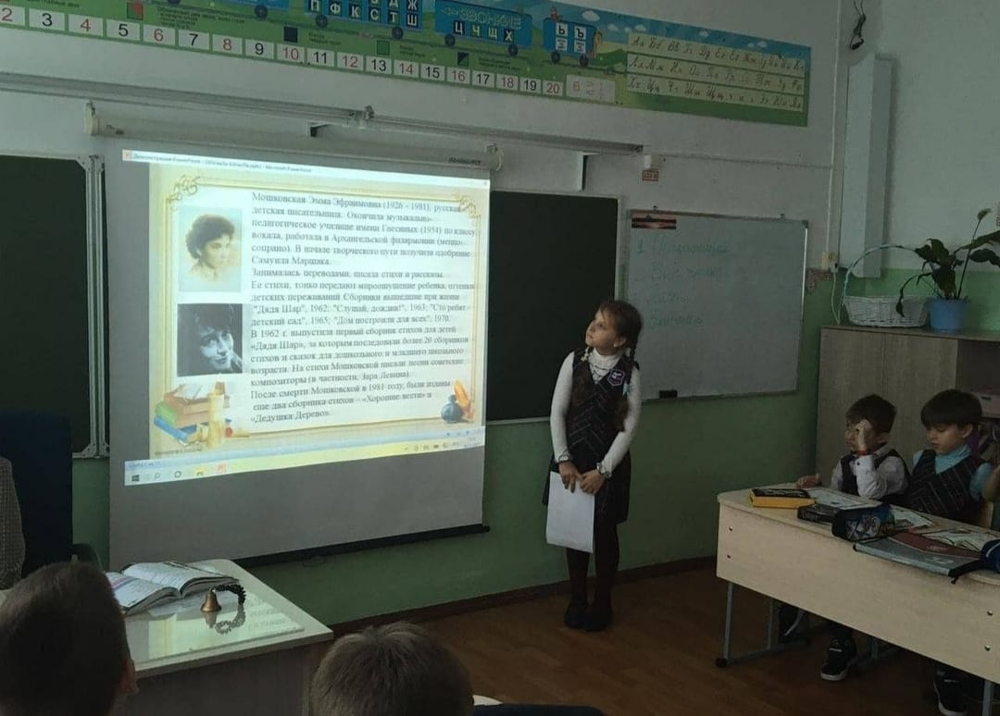 П Ф К С Т Ш
Ц Ч Щ Х
Ь Ъ
2 3 4 5 6 7 8 9 10 11 12 13 14 15 16 17 18 19 20
Мошковская Эмма Эфраимовна (1926 - 1981), русская
детская писательница. Окончила музыкально-
педагогическое училище имени Гнесиных (1954) по классу
вокала, работала в Архангельской филармонии (меццо-
сопрано). В начале творческого пути получила одобрение
Самуила Маршака.
Занималась переводами, писала стихи и рассказы.
Ее стихи, тонко передают мироощушение ребенка, оттенки
детских переживаний Сборники вышедшие при жизни
"Дядя Шар", 1962; "Слушай, дождик!", 1963; "Сто ребят -
детский сад", 1965; "Дом построили для всех", 1970.
В 1962 г. выпустила первый сборник стихов для детей
«Дядя Шар», за которым последовали более 20 сборников
стихов и сказок для дошкольного и младшего школьного
возраста. На стихи Мошковской писали песни советские
композиторы (в частности, Зара Левина).
После смерти Мошковской в 1981 году, были изданы
еще два сборника стихов – «Хорошие вести» и
«Дедушка Дерево».